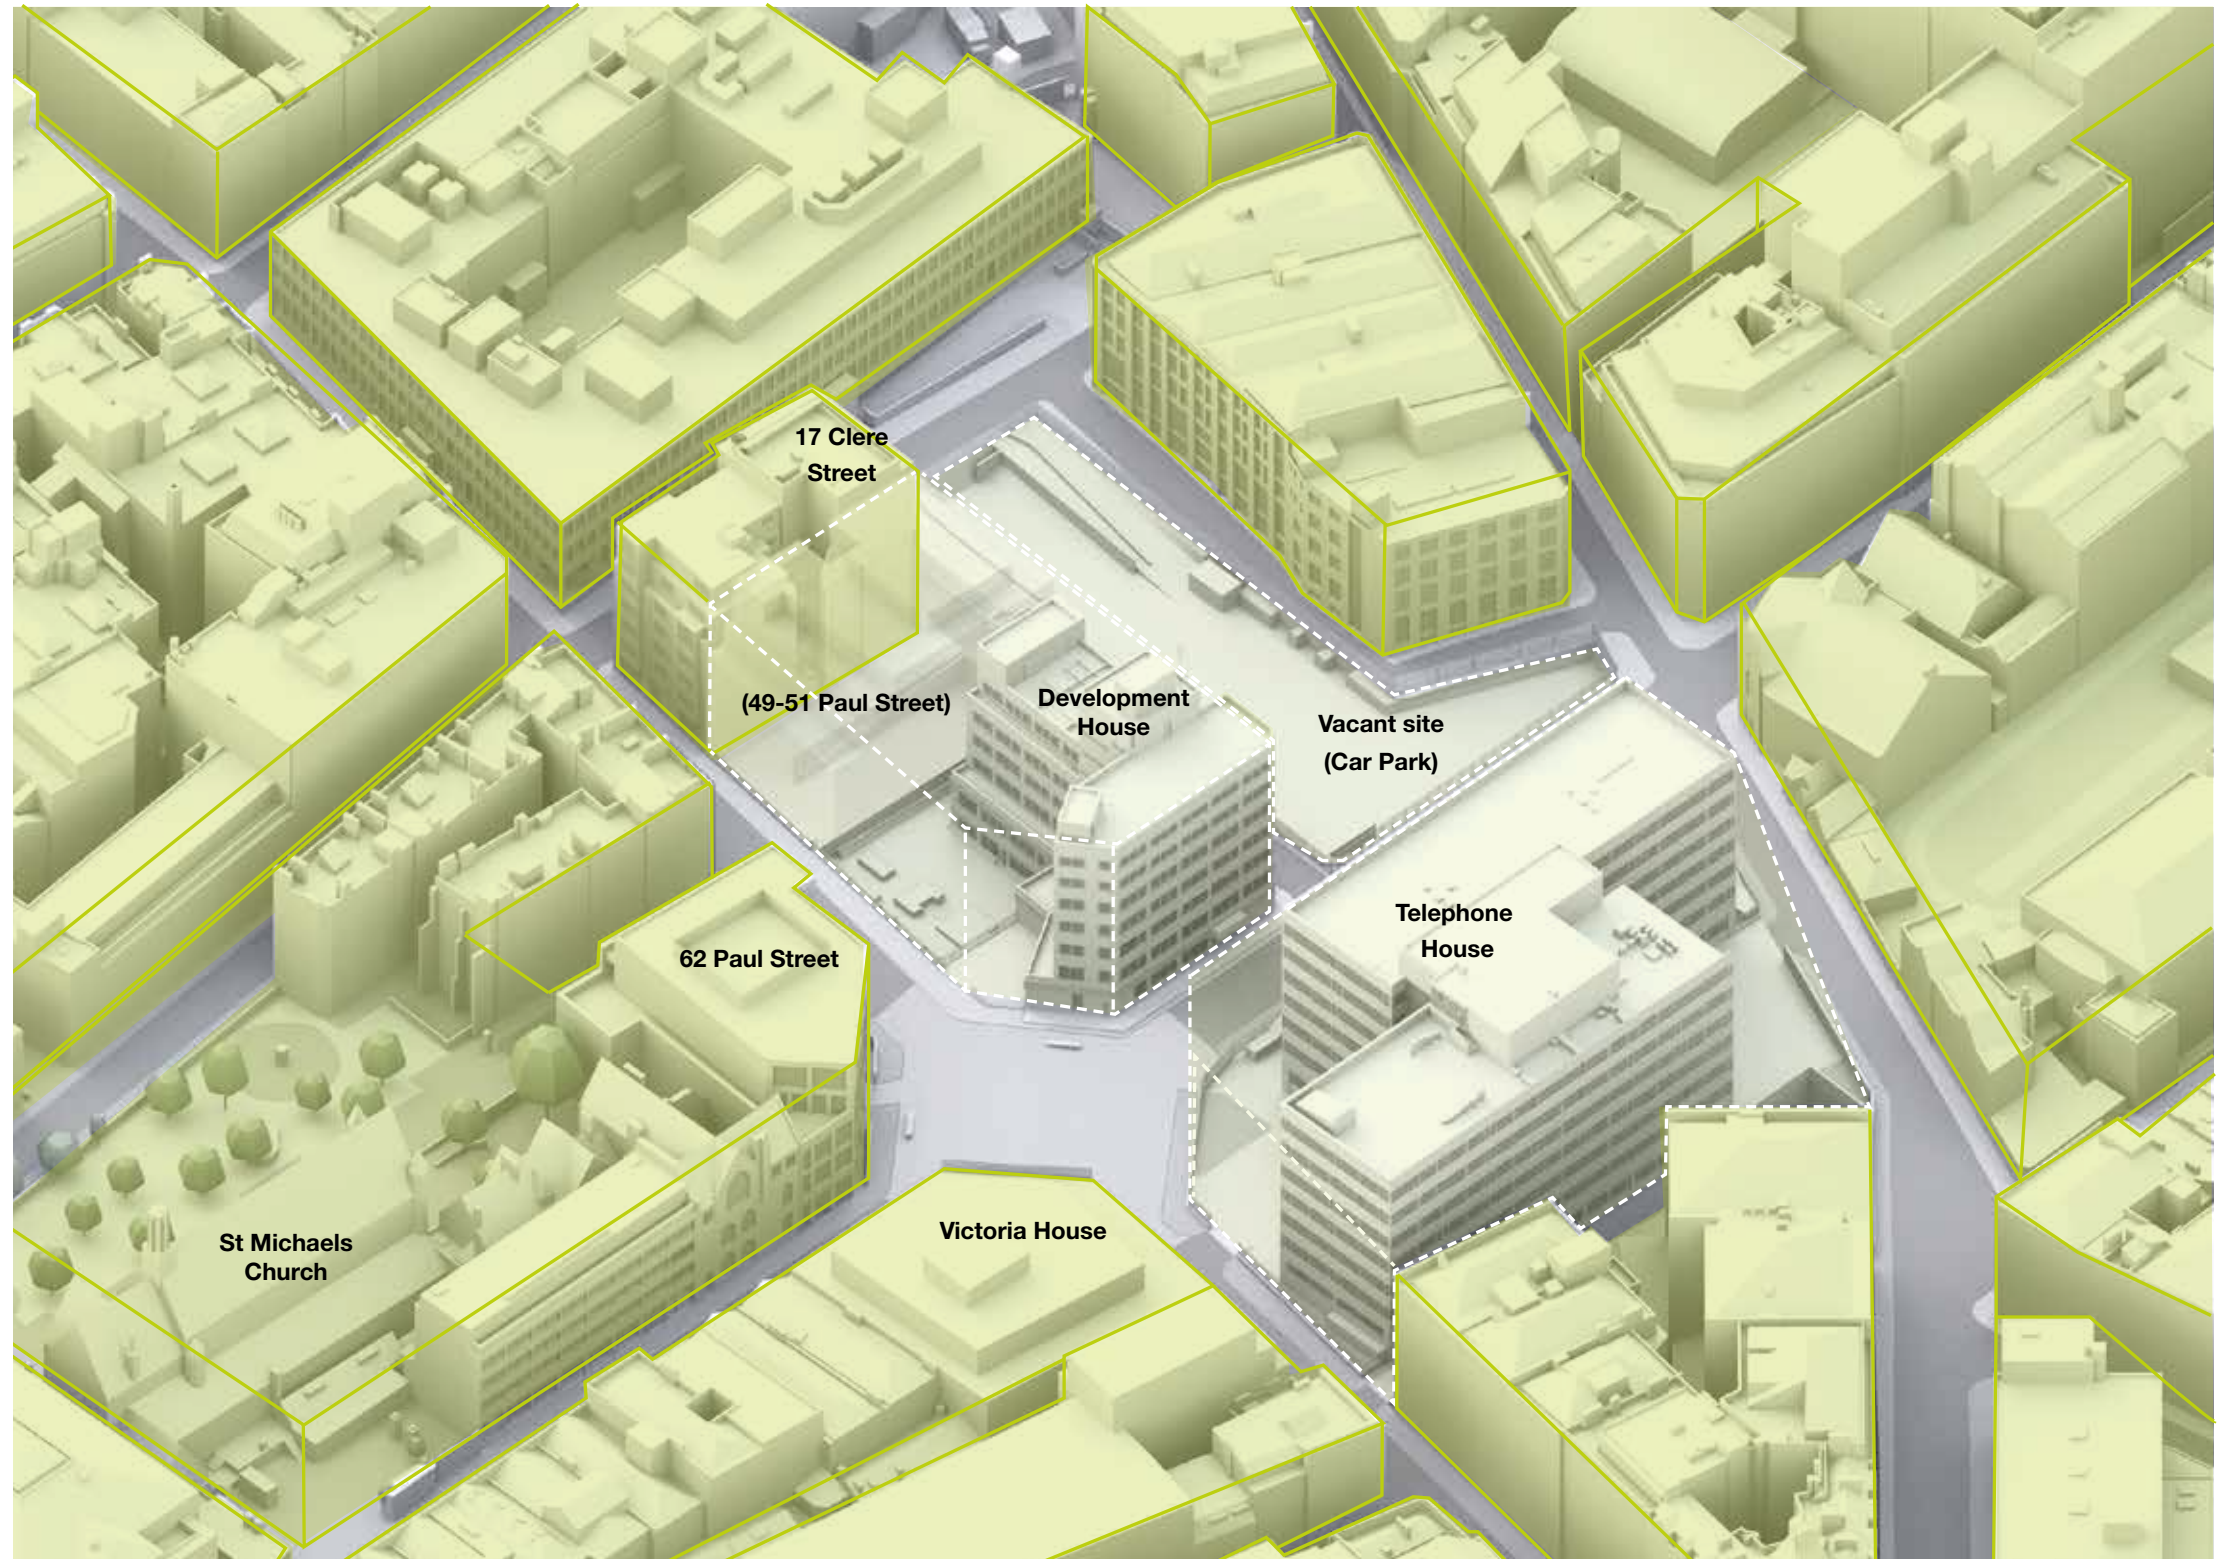 17 Clere
Street
(49-51 Paul Street)
Development
House
Vacant site
(Car Park)
Telephone
House
62 Paul Street
Victoria House
St Michaels
Church